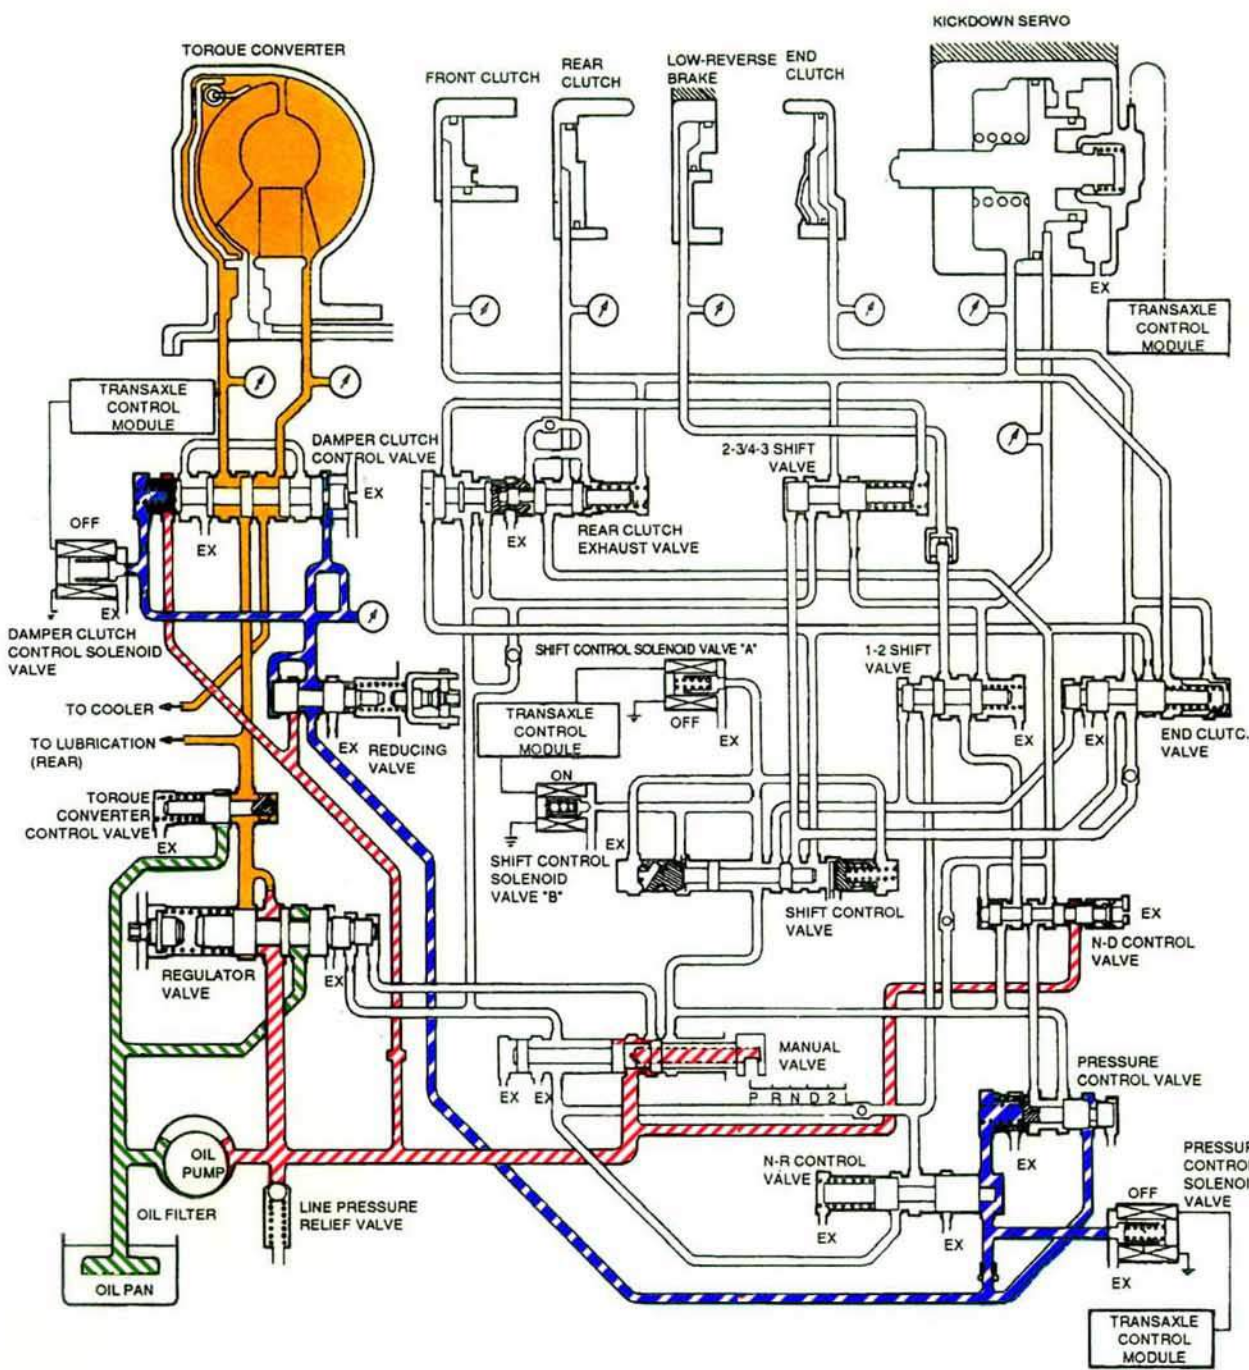 KICKDOWN SERVO
TORQUE CONVERTER
FRONT CLUTCH
REAR
CLUTCH
LOW-REVERSE
BRAKE
END
CLUTCH
EX
TRANSAXLE
CONTROL
MODULE
TRANSAXLE
CONTROL
MODULE
DAMPER CLUTCH
CONTROL VALVE
EX
2-3/4-3 SHIFT
VALVE
OFF
EX
EX
REAR CLUTCH
EXHAUST VALVE
EX
DAMPER CLUTCH
CONTROL SOLENOID
VALVE
SHIFT CONTROL SOLENOID VALVE "A"
1-2 SHIFT
VALVE
TO COOLER
TRANSAXLE
CONTROL
MODULE
OFF
EX
TO LUBRICATION
(REAR)
EX
REDUCING
VALVE
EX
EX
END CLUTC.
VALVE
ON
TORQUE
CONVERTER
CONTROL VALVE
EX
EX
SHIFT CONTROL
SOLENOID
VALVE "B"
SHIFT CONTROL
VALVE
EX
N-D CONTROL
VALVE
REGULATOR
VALVE
EX
MANUAL
VALVE
PRESSURE
CONTROL VALVE
EX
EX
P R N D 2 L
OIL
PUMP
N-R CONTROL
VALVE
EX
PRESSUR
CONTROL
SOLENOI
VALVE
OFF
OIL FILTER
LINE PRESSURE
RELIEF VALVE
EX
EX
EX
OIL PAN
TRANSAXLE
CONTROL
MODULE